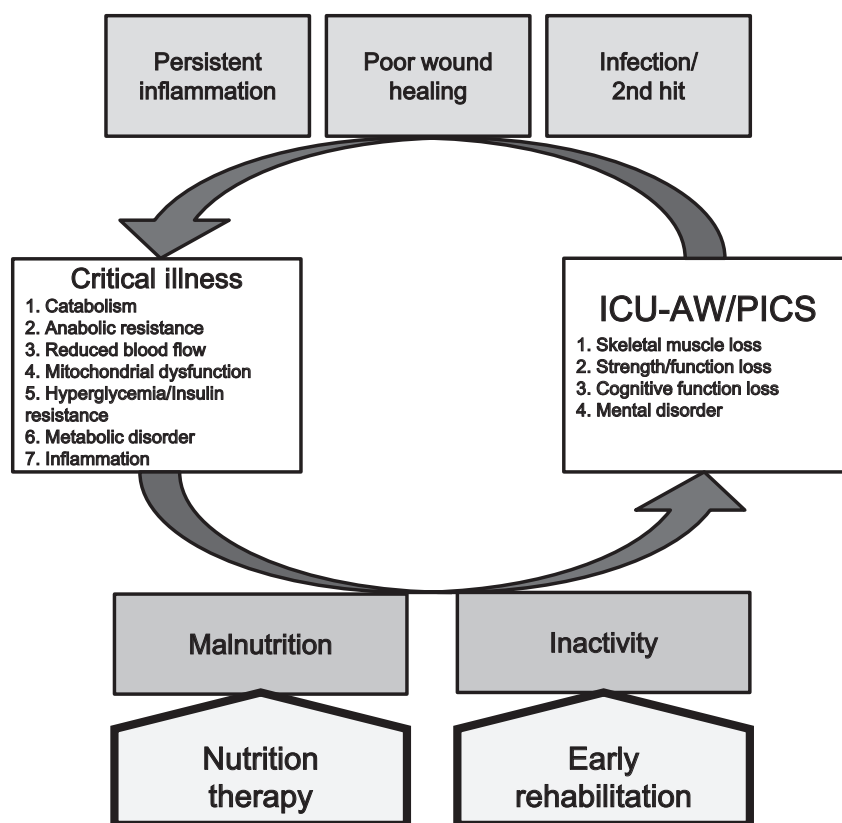 Persistent
inflammation
Poor wound
healing
Infection/
2nd hit
Critical illness
1. Catabolism
2. Anabolic resistance
3. Reduced blood flow
4. Mitochondrial dysfunction
5. Hyperglycemia/Insulin
resistance
6. Metabolic disorder
7. Inflammation
ICU-AW/PICS
1. Skeletal muscle loss
2. Strength/function loss
3. Cognitive function loss
4. Mental disorder
Malnutrition
Inactivity
Nutrition
therapy
Early
rehabilitation